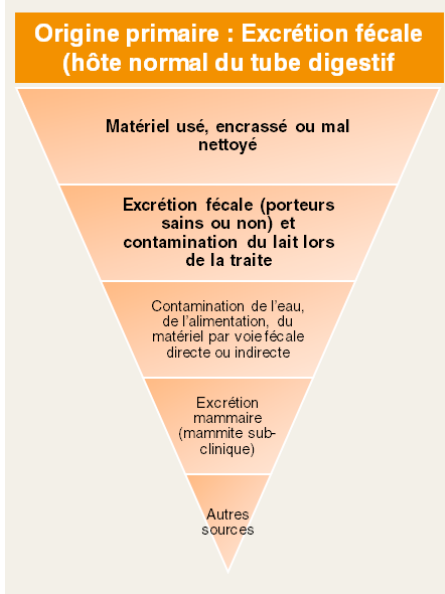 Origine primaire : Excrétion fécale
(hôte normal du tube digestif
Matériel usé, encrassé ou mal
nettoyé
Excrétion fécale (porteurs
sains ou non) et
contamination du lait lors
de la traite
Contamination de l'eau,
de l'alimentation, du
matériel par voie fécale
directe ou indirecte
Excrétion
mammaire
(mammite sub-
clinique)
Autres
sources